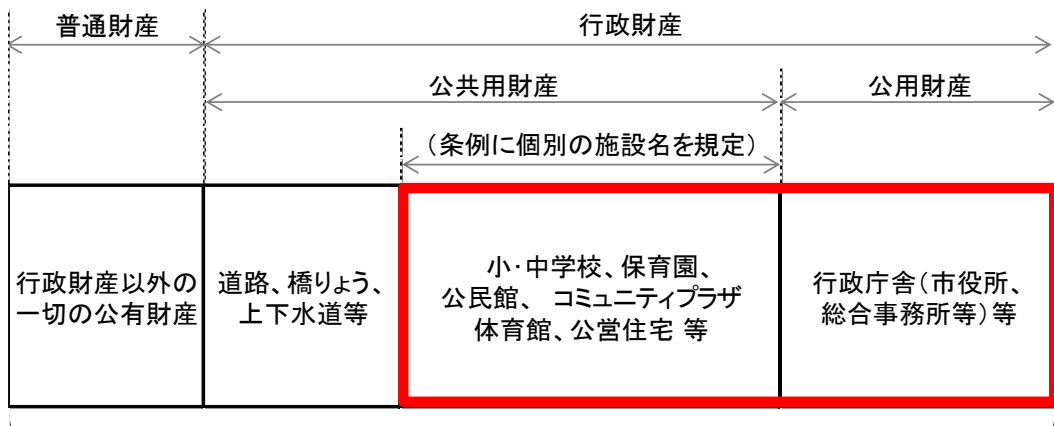 普通財産
行政財産
公共用財産
公用財産
（条例に個別の施設名を規定）
行政財産以外の
一切の公有財産
道路、橋りょう、
上下水道等
小・中学校、保育園、
公民館、 コミュニティプラザ
体育館、公営住宅 等
行政庁舎（市役所、
総合事務所等）等